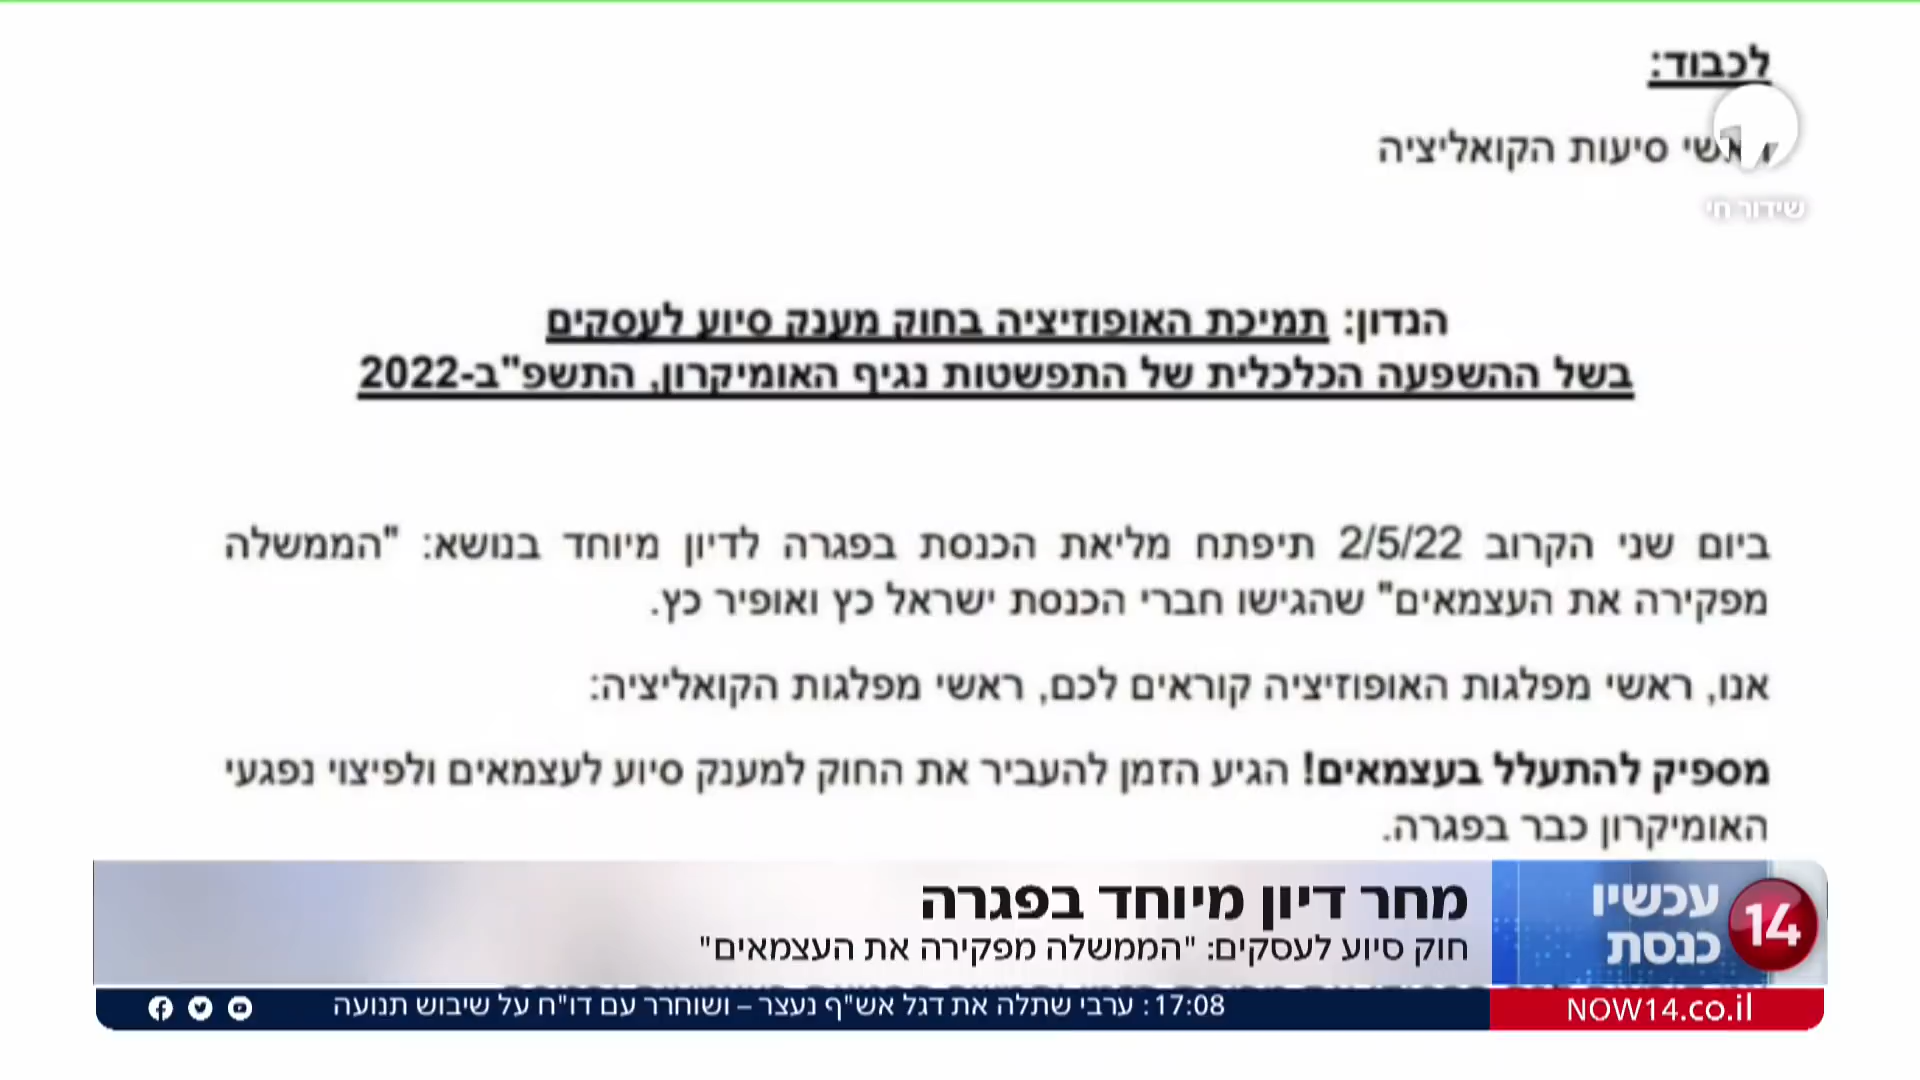 לכבוד:
סיעות הקואליציה
שידור חי
הנדון: תמיכת האופוזיציה בחוק מענק סיוע לעסקים
בשל ההשפעה הכלכלית של התפשטות נגיף האומיקרון, התשפ"ב-2022
ביום שני הקרוב 2/5/22 תיפתח מליאת הכנסת בפגרה לדיון מיוחד בנושא: "הממשלה
מפקירה את העצמאים" שהגישו חברי הכנסת ישראל כץ ואופיר כץ.
אנו, ראשי מפלגות האופוזיציה קוראים לכם, ראשי מפלגות הקואליציה:
מספיק להתעלל בעצמאים! הגיע הזמן להעביר את החוק למענק סיוע לעצמאים ולפיצוי נפגעי
האומיקרון כבר בפגרה.
מחר דיון מיוחד בפגרה
חוק סיוע לעסקים: "הממשלה מפקירה את העצמאים"
עכשיו 14
כנסת
17:08: ערבי שתלה את דגל אש"ף נעצר – ושוחרר עם דו"ח על שיבוש תנועה
NOW14.co.il